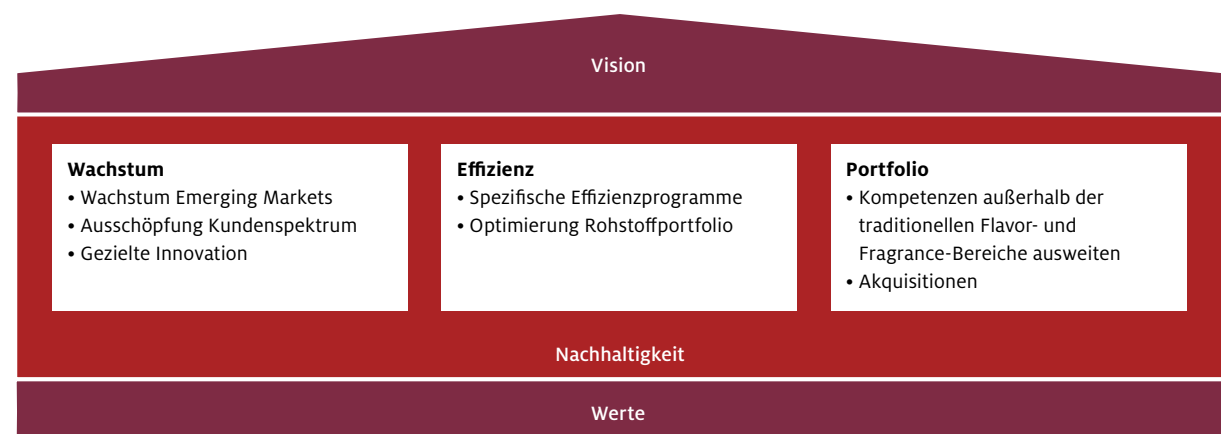 Vision
Wachstum
• Wachstum Emerging Markets
• Ausschöpfung Kundenspektrum
• Gezielte Innovation
Effizienz
• Spezifische Effizienzprogramme
• Optimierung Rohstoffportfolio
Portfolio
• Kompetenzen außerhalb der
traditionellen Flavor- und
Fragrance-Bereiche ausweiten
• Akquisitionen
Nachhaltigkeit
Werte